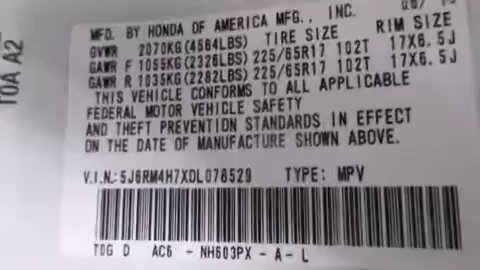 MFD. BY HONDA OF AMERICA MFG., INC.
GVWR 2070KG(4564LBS) TIRE SIZE RIM SIZE
GAWR F 1055KG(2326LBS) 225/65R17 102T 17X6.5J
GAWR R 1035KG(2282LBS) 225/65R17 102T 17X6.5J
THIS VEHICLE CONFORMS TO ALL APPLICABLE
FEDERAL MOTOR VEHICLE SAFETY
AND THEFT PREVENTION STANDARDS IN EFFECT
ON THE DATE OF MANUFACTURE SHOWN ABOVE.
V.I.N.: 5J6RM4H7XDL078529 TYPE: MPV
T0G D AC6 - NH603PX - A - L
T0A A2